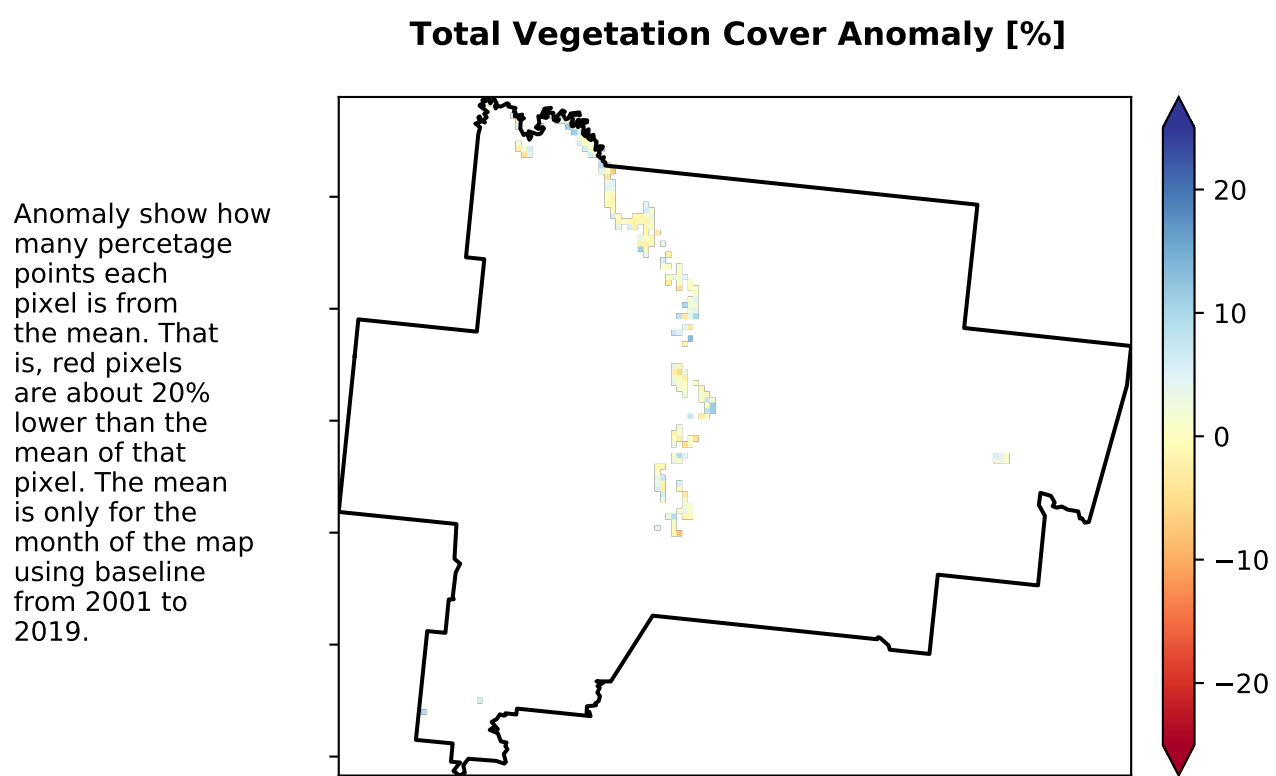 Total Vegetation Cover Anomaly [%]
Anomaly show how
many percetage
points each
pixel is from
the mean. That
is, red pixels
are about 20%
lower than the
mean of that
pixel. The mean
is only for the
month of the map
using baseline
from 2001 to
2019.
20
10
0
−10
−20